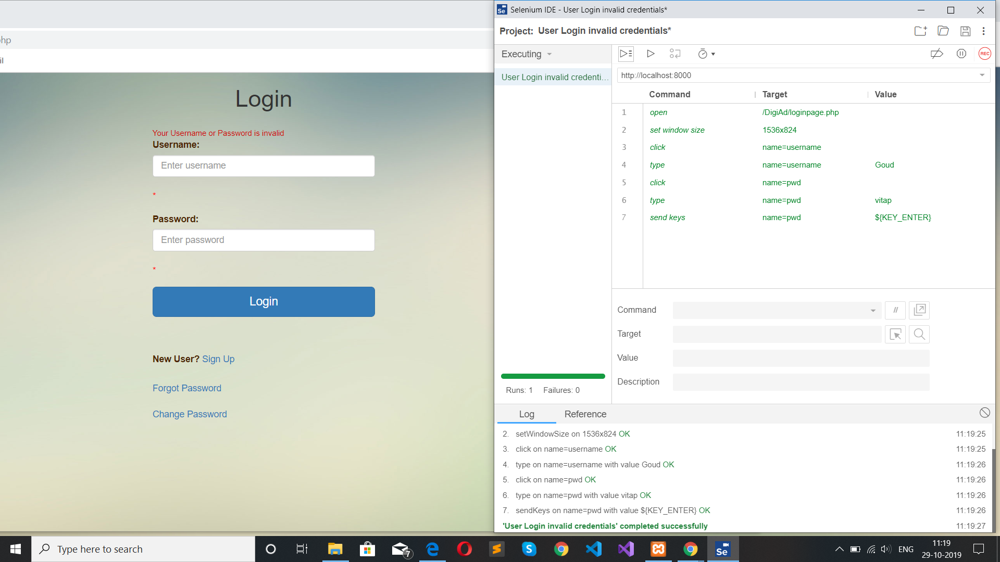 hp
il
Login
Your Username or Password is invalid
Username:
Enter username
*
Password:
Enter password
*
Login
New User? Sign Up
Forgot Password
Change Password
Se Selenium IDE - User Login invalid credentials*
Project: User Login invalid credentials*
Executing
REC
User Login invalid credenti...
http://localhost:8000
Command Target Value
1 open /DigiAd/loginpage.php
2 set window size 1536x824
3 click name=username
4 type name=username Goud
5 click name=pwd
6 type name=pwd vitap
7 send keys name=pwd ${KEY_ENTER}
Command //
Target
Value
Description
Runs: 1 Failures: 0
Log Reference
2. setWindowSize on 1536x824 OK 11:19:25
3. click on name=username OK 11:19:25
4. type on name=username with value Goud OK 11:19:26
5. click on name=pwd OK 11:19:26
6. type on name=pwd with value vitap OK 11:19:26
7. sendKeys on name=pwd with value ${KEY_ENTER} OK 11:19:26
'User Login invalid credentials' completed successfully 11:19:27
Type here to search
7
Se
ENG
11:19
29-10-2019